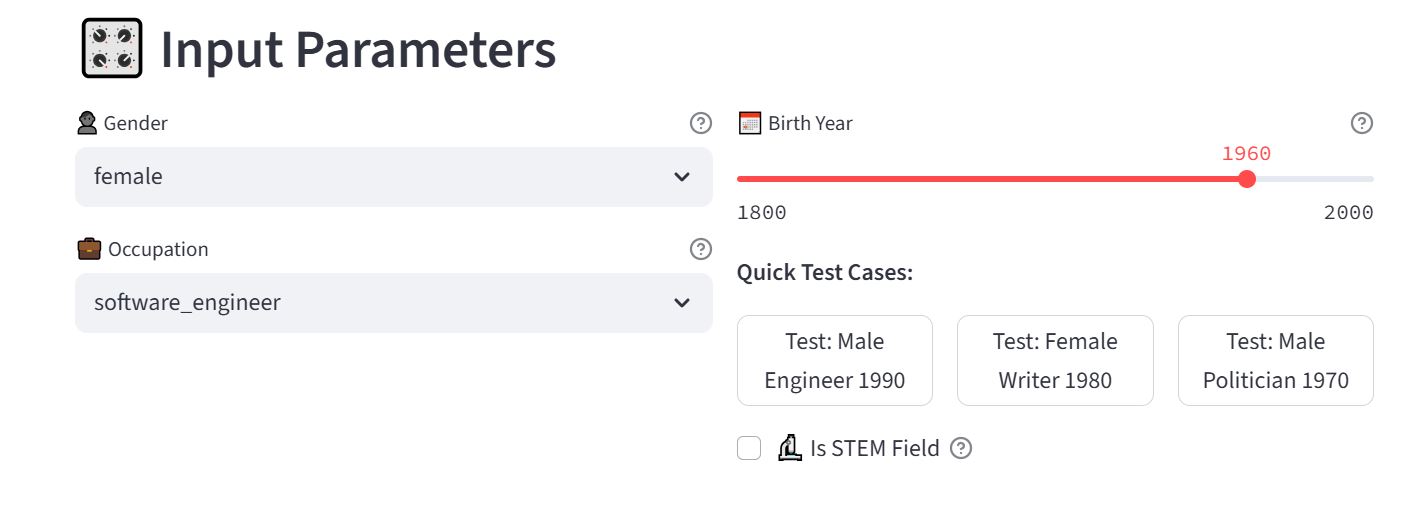 Input Parameters
Gender
female
Occupation
software_engineer
Birth Year
1960
1800
2000
Quick Test Cases:
Test: Male
Engineer 1990
Test: Female
Writer 1980
Test: Male
Politician 1970
Is STEM Field